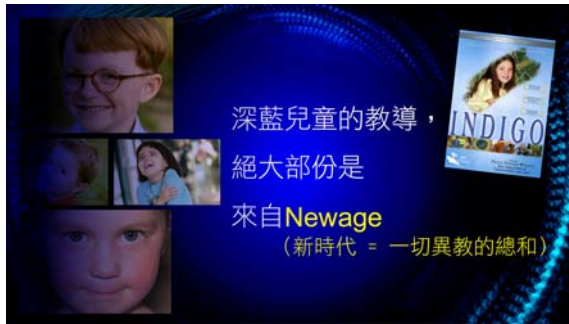 深藍兒童的教導，
絕大部份是
來自Newage
（新時代 = 一切異教的總和）
INDIGO